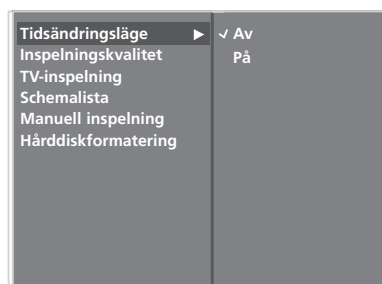 Tidsändringsläge
Inspelningskvalitet
TV-inspelning
Schemalista
Manuell inspelning
Hårddiskformatering
Av
På